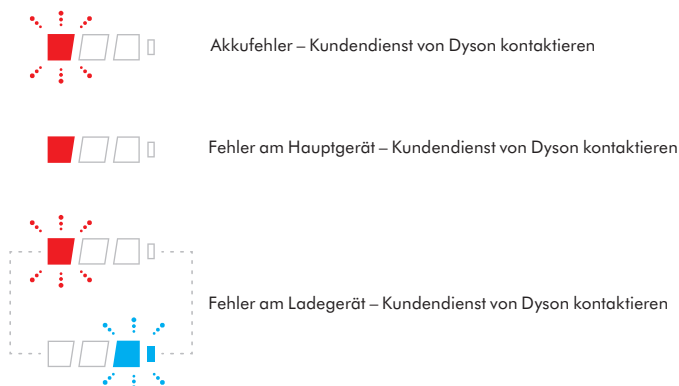 Akkufehler – Kundendienst von Dyson kontaktieren
Fehler am Hauptgerät – Kundendienst von Dyson kontaktieren
Fehler am Ladegerät – Kundendienst von Dyson kontaktieren